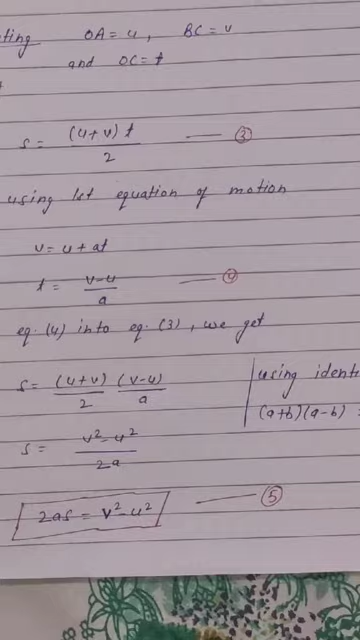 OA = u, BC = v
and OC = t
s = (u+v) t / 2 —— ③
using 1st equation of motion
v = u + at
t = v-u / a —— ④
eq. (4) into eq. (3), we get
s = (u+v) / 2 (v-u) / a
using
(a+b)(a-b) =
s = v² - u² / 2a
2as = v² - u² —— ⑤